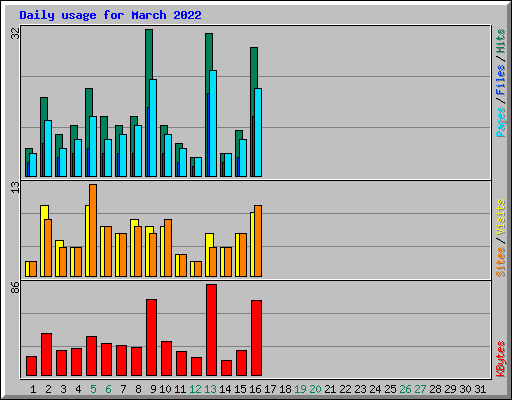 Daily usage for March 2022
32
13
86
Pages / Files / Hits
Sites / Visits
KBytes
1 2 3 4 5 6 7 8 9 10 11 12 13 14 15 16 17 18 19 20 21 22 23 24 25 26 27 28 29 30 31